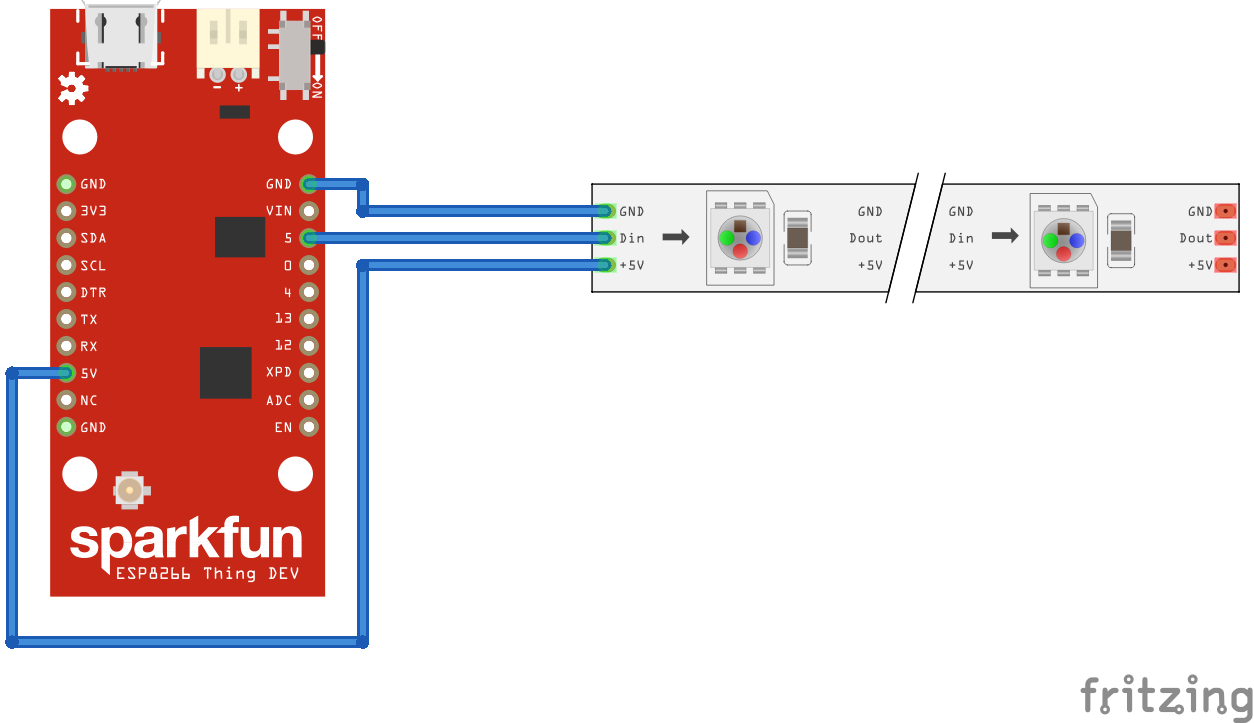 OFF
ON
- +
GND GND
3V3 VIN
SDA 5
SCL 0
DTR 4
TX 13
RX 12
5V XPD
NC ADC
GND EN
sparkfun
ESP8266 Thing DEV
GND GND GND GND
Din Dout Din Dout
+5V +5V +5V +5V
fritzing